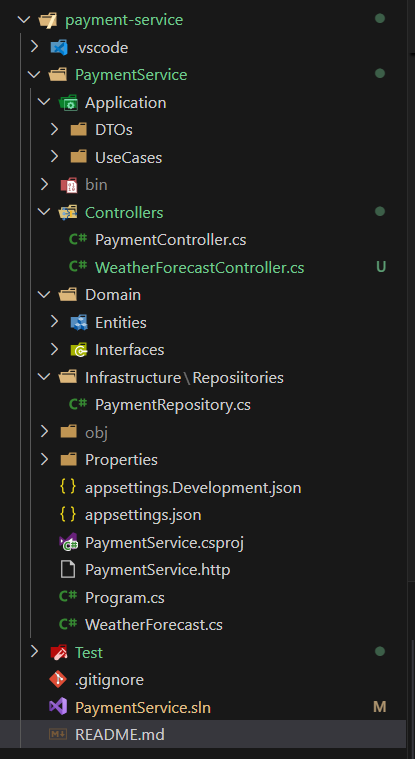 payment-service
.vscode
PaymentService
Application
DTOs
UseCases
bin
Controllers
C# PaymentController.cs
C# WeatherForecastController.cs U
Domain
Entities
Interfaces
Infrastructure\Reposiitories
C# PaymentRepository.cs
obj
Properties
{} appsettings.Development.json
{} appsettings.json
PaymentService.csproj
PaymentService.http
C# Program.cs
C# WeatherForecast.cs
Test
.gitignore
PaymentService.sln M
README.md